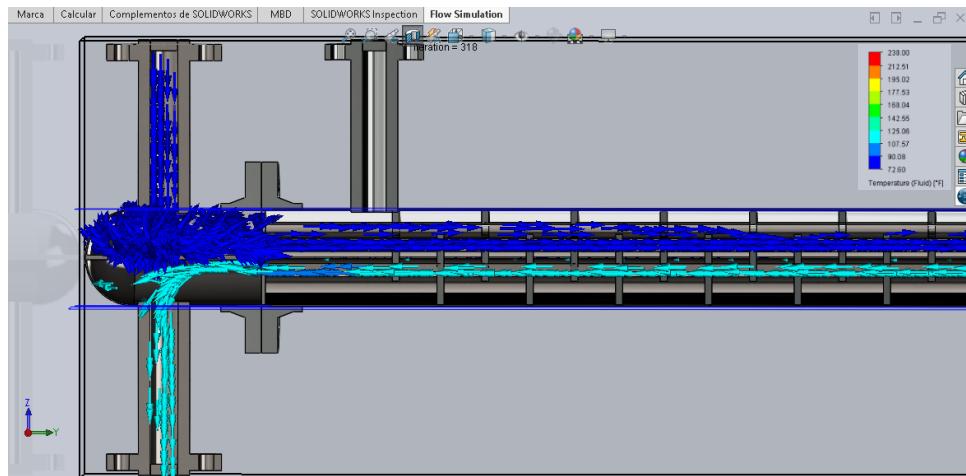 Marca Calcular Complementos de SOLIDWORKS MBD SOLIDWORKS Inspection Flow Simulation
Iteration = 318
238.00
212.51
195.02
177.53
168.04
142.55
125.06
107.57
90.08
72.60
Temperature (Fluid) [°F]
Z
Y